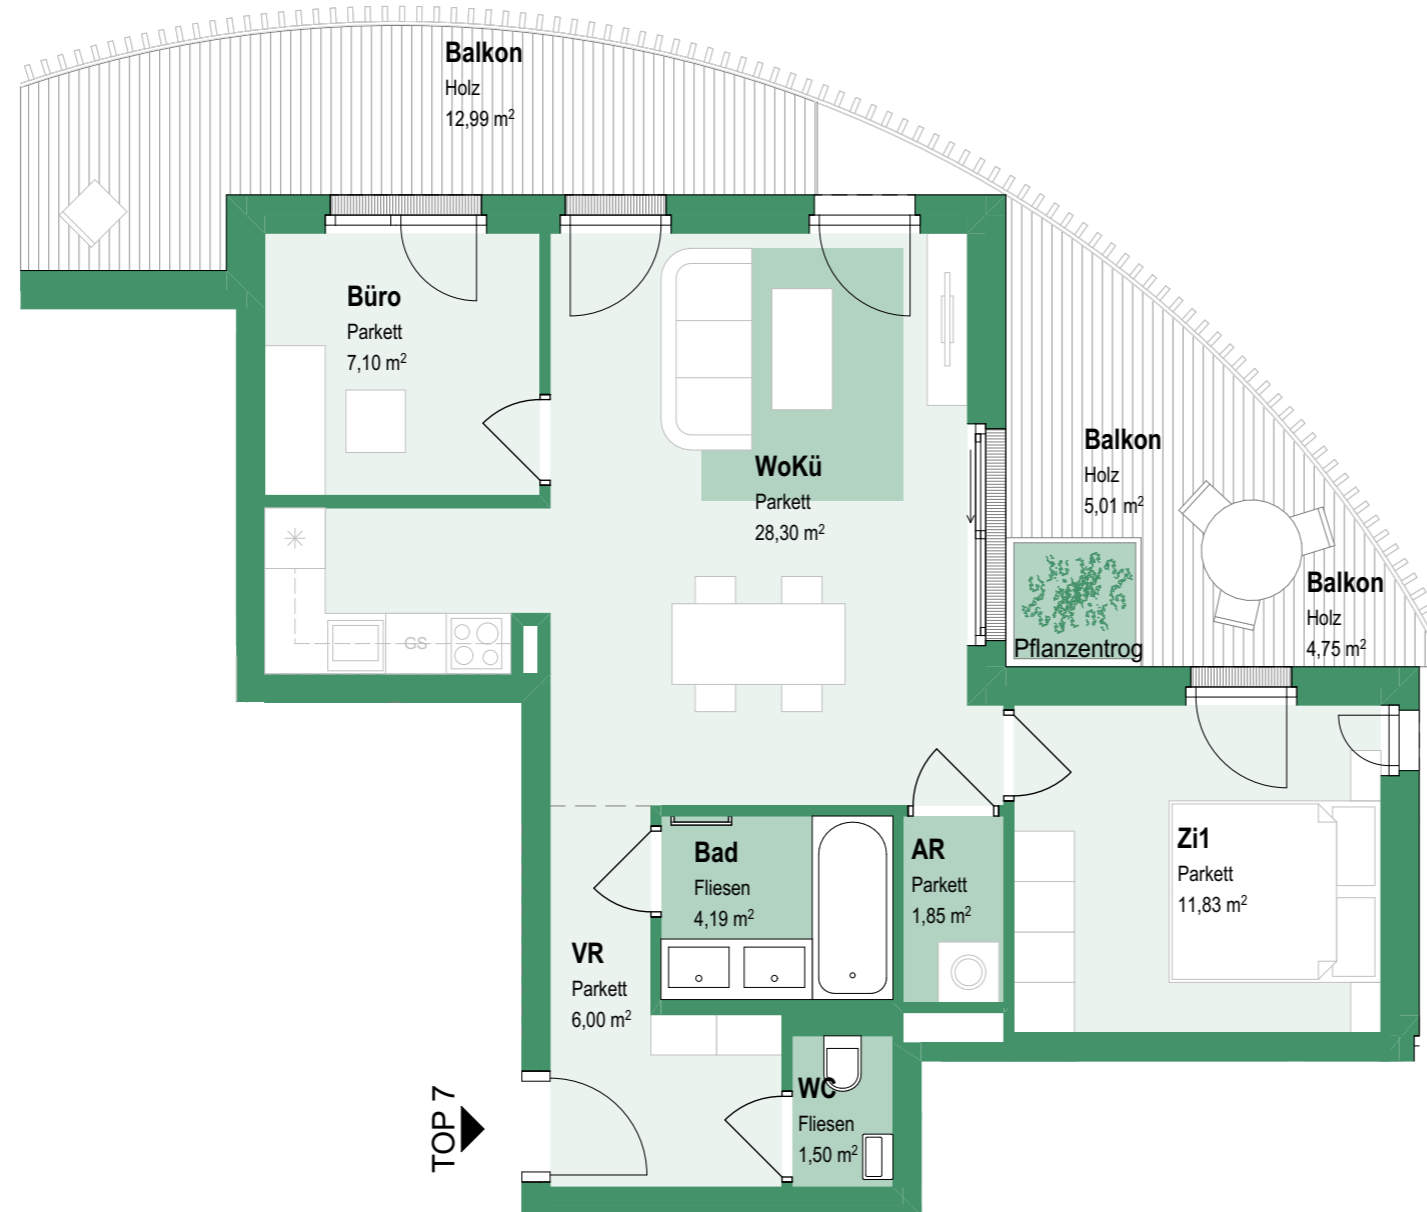 Balkon
Holz
12,99 m²
Büro
Parkett
7,10 m²
WoKü
Parkett
28,30 m²
Balkon
Holz
5,01 m²
Balkon
Holz
4,75 m²
Pflanzentrog
GS
Bad
Fliesen
4,19 m²
AR
Parkett
1,85 m²
Zi1
Parkett
11,83 m²
VR
Parkett
6,00 m²
WC
Fliesen
1,50 m²
TOP 7